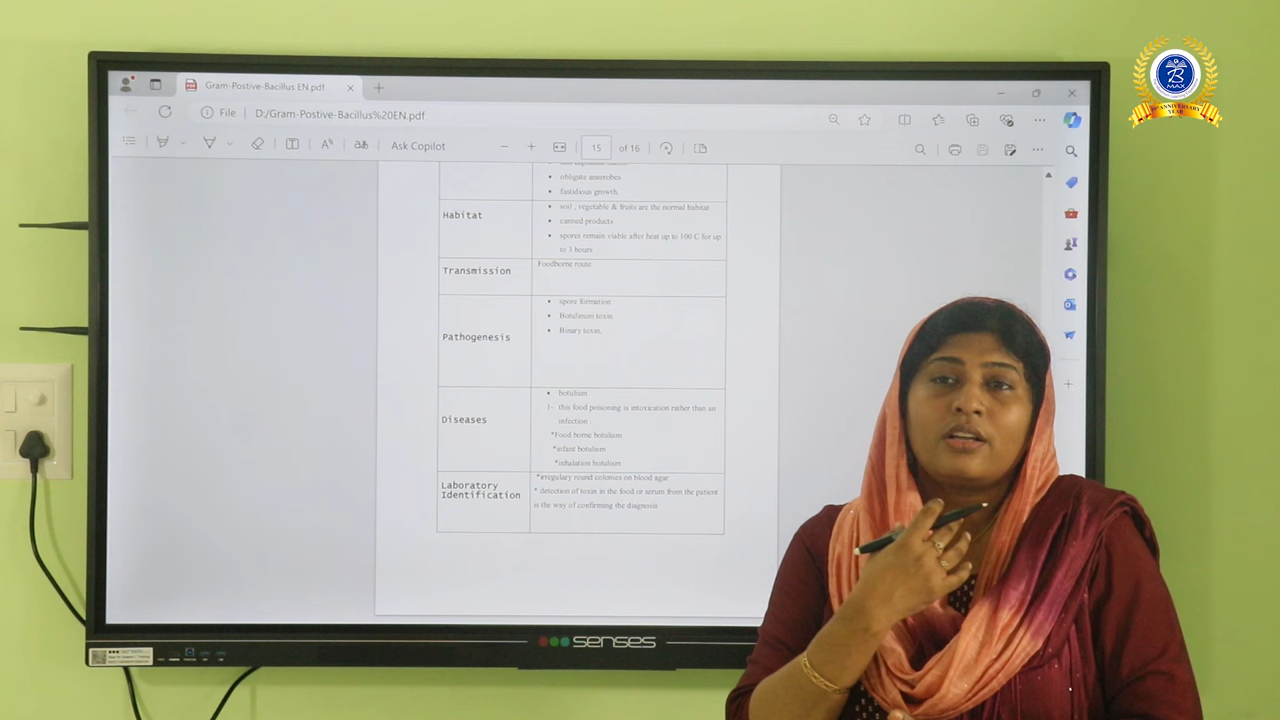 Gram-Postive-Bacillus EN.pdf
File
D:/Gram-Postive-Bacillus%20EN.pdf
Ask Copilot
15
of 16
obligate anaerobes
fastidious growth.
Habitat
soil , vegetable & fruits are the normal habitat
canned products
spores remain viable after heat up to 100 C for up
to 3 hours
Transmission
Foodborne route
Pathogenesis
spore formation
Botulinum toxin
Binary toxin.
Diseases
botulism
1- this food poisoning is intoxication rather than an
infection
*Food borne botulism
*infant botulism
*inhalation botulism
Laboratory
Identification
*irregulary round colonies on blood agar
* detection of toxin in the food or serum from the patient
is the way of confirming the diagnosis
senses
B
MAX
ANNIVERSARY
YEAR